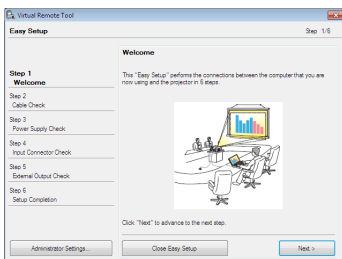 Virtual Remote Tool
Easy Setup
Step 1/6
Welcome
Step 1
Welcome
This "Easy Setup" performs the connections between the computer that you are
now using and the projector in 6 steps.
Step 2
Cable Check
Step 3
Power Supply Check
Step 4
Input Connector Check
Step 5
External Output Check
Step 6
Setup Completion
Click "Next" to advance to the next step.
Administrator Settings...
Close Easy Setup
Next >